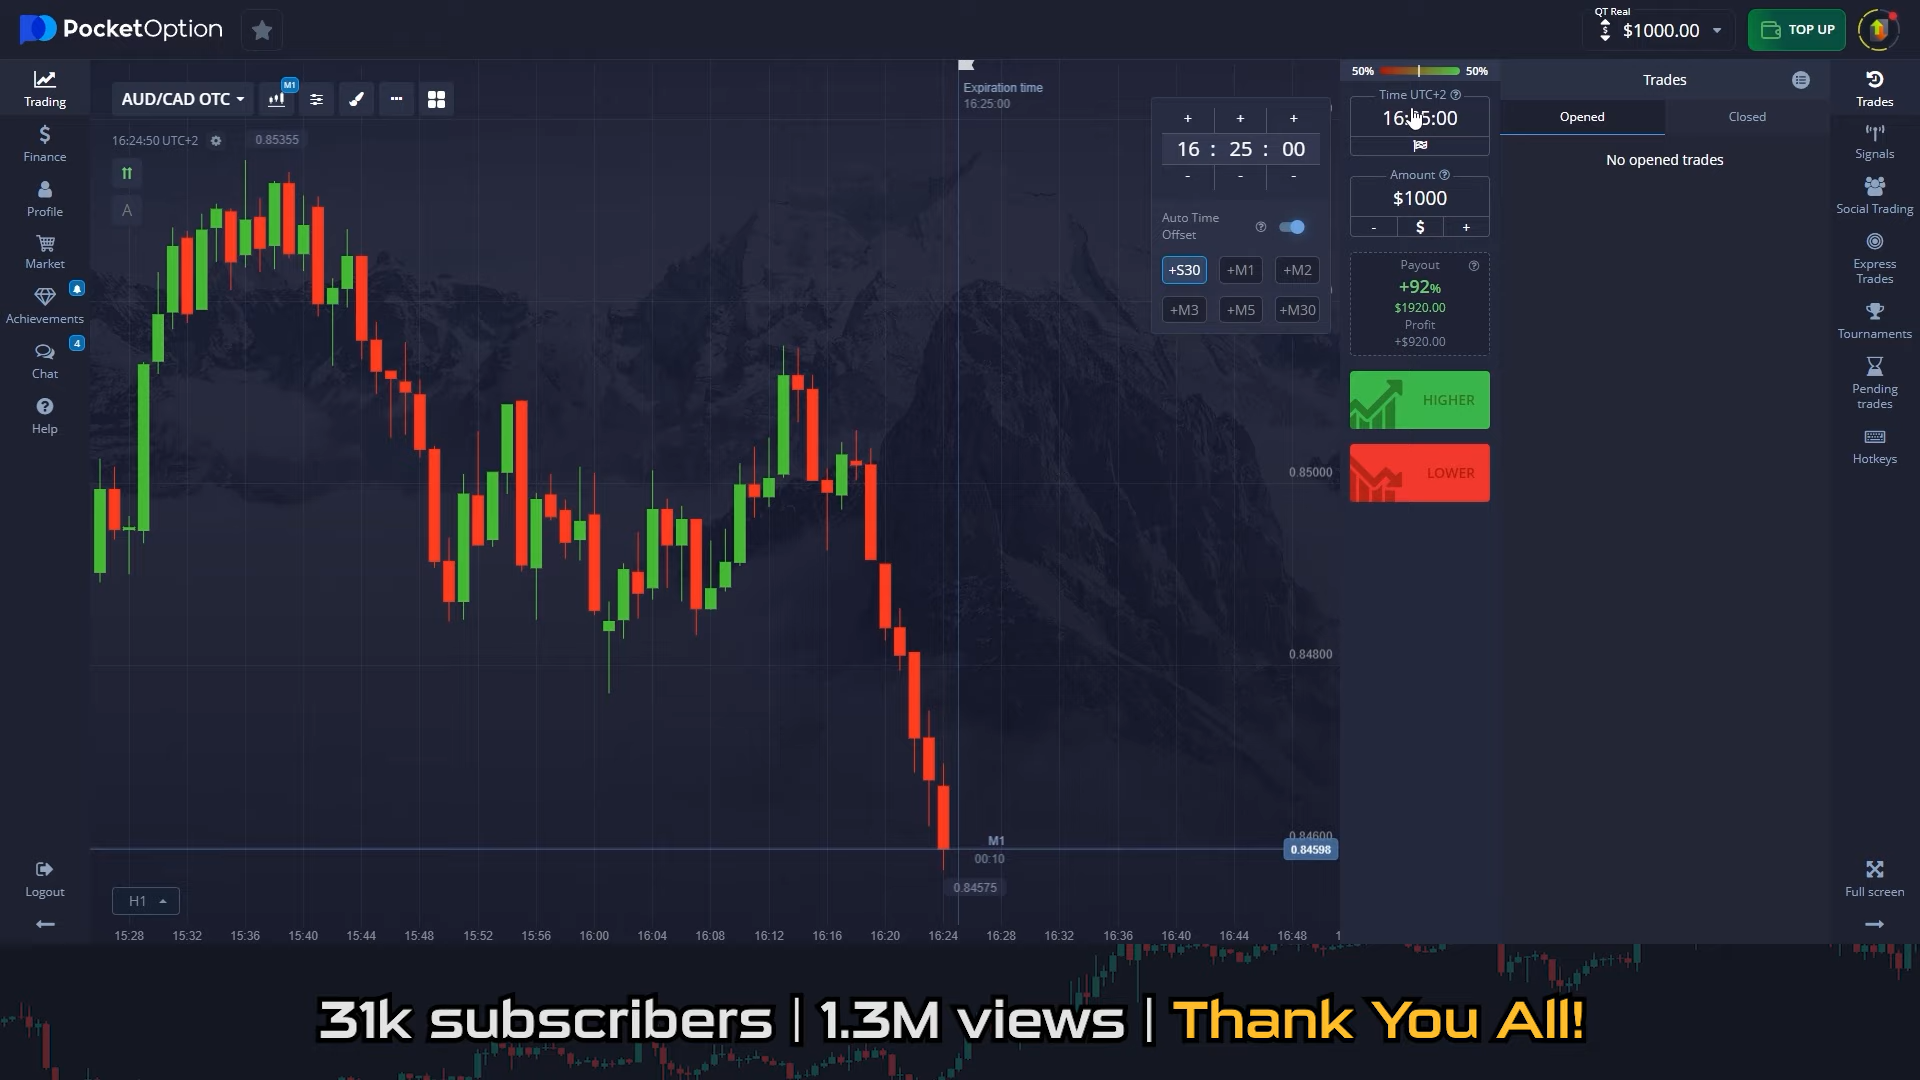 PocketOption
QT Real
$1000.00
TOP UP
Trading
Finance
Profile
Market
Achievements
4
Chat
Help
Logout
AUD/CAD OTC
M1
16:24:50 UTC+2
0.85355
A
Expiration time
16:25:00
+ + +
16 : 25 : 00
- - -
Auto Time
Offset
+S30 +M1 +M2
+M3 +M5 +M30
50% 50%
Time UTC+2
Amount
$1000
- $ +
Payout
+92%
$1920.00
Profit
+$920.00
HIGHER
LOWER
Trades
Opened Closed
No opened trades
Trades
Signals
Social Trading
Express
Trades
Tournaments
Pending
trades
Hotkeys
Full screen
0.85000
0.84800
0.84600
0.84598
M1
00:10
0.84575
H1
15:28 15:32 15:36 15:40 15:44 15:48 15:52 15:56 16:00 16:04 16:08 16:12 16:16 16:20 16:24 16:28 16:32 16:36 16:40 16:44 16:48
31k subscribers | 1.3M views | Thank You All!